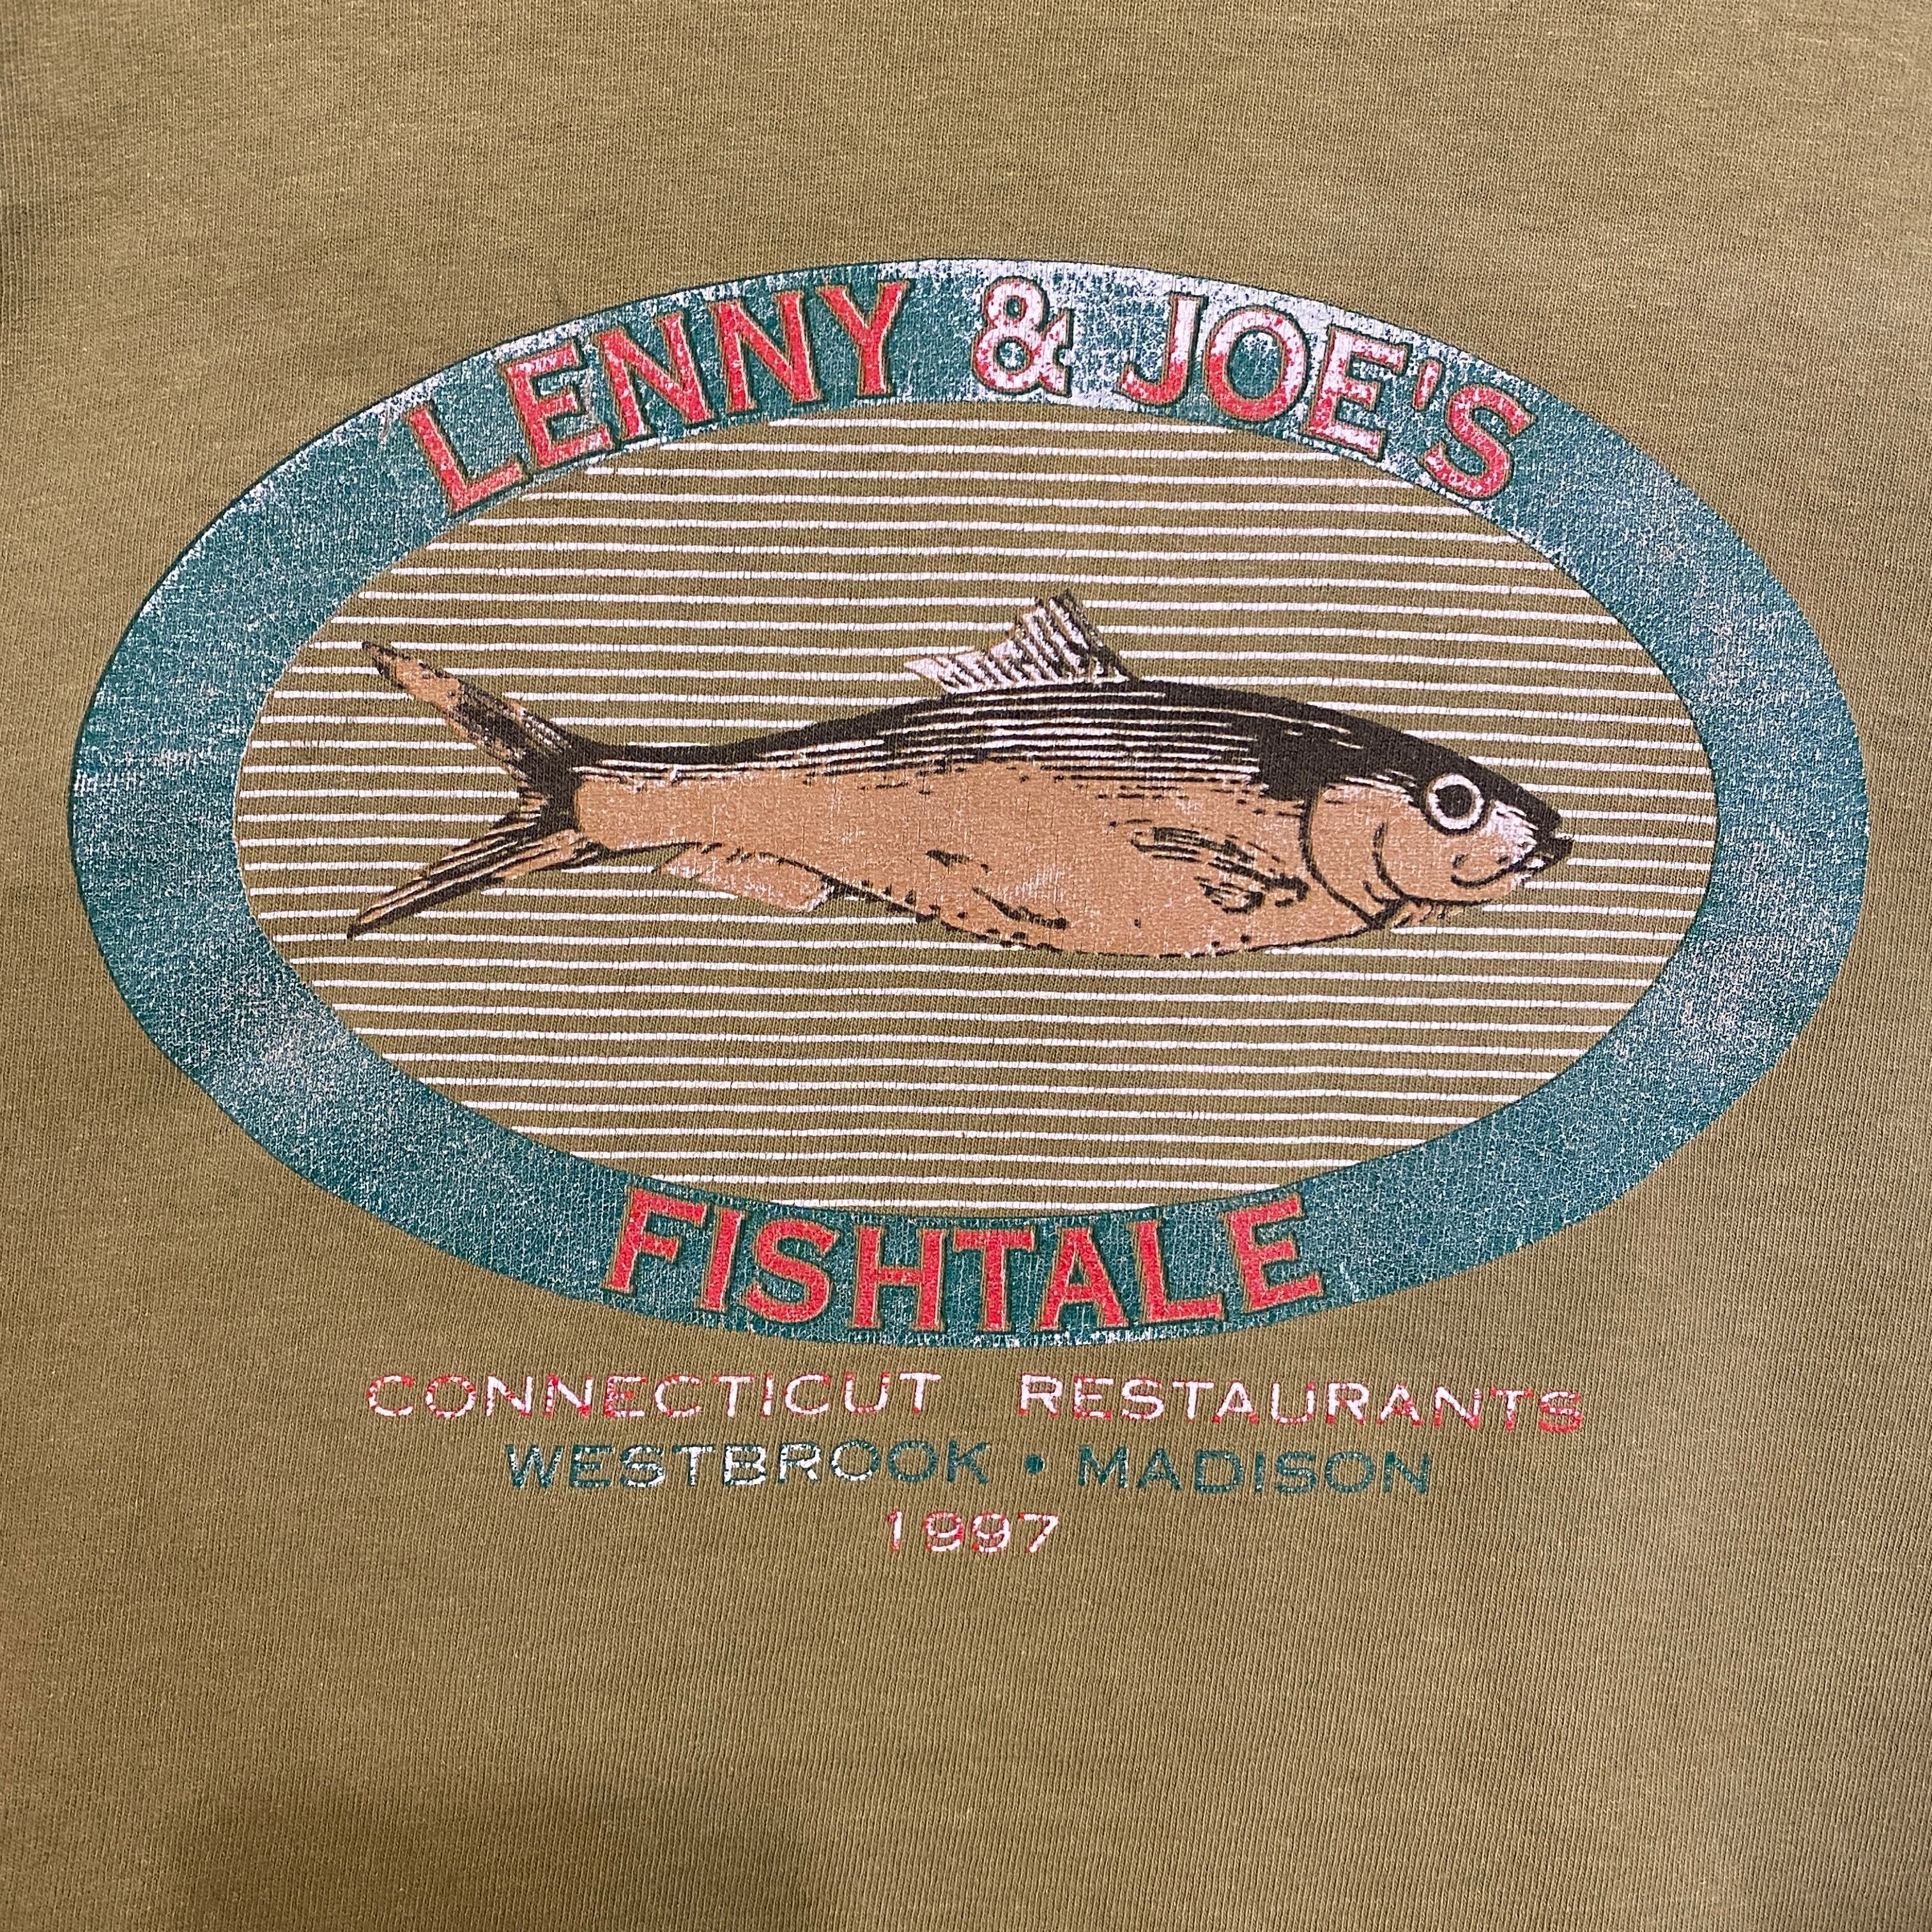 LENNY & JOE'S
FISHTALE
CONNECTICUT RESTAURANTS
WESTBROOK • MADISON
1997